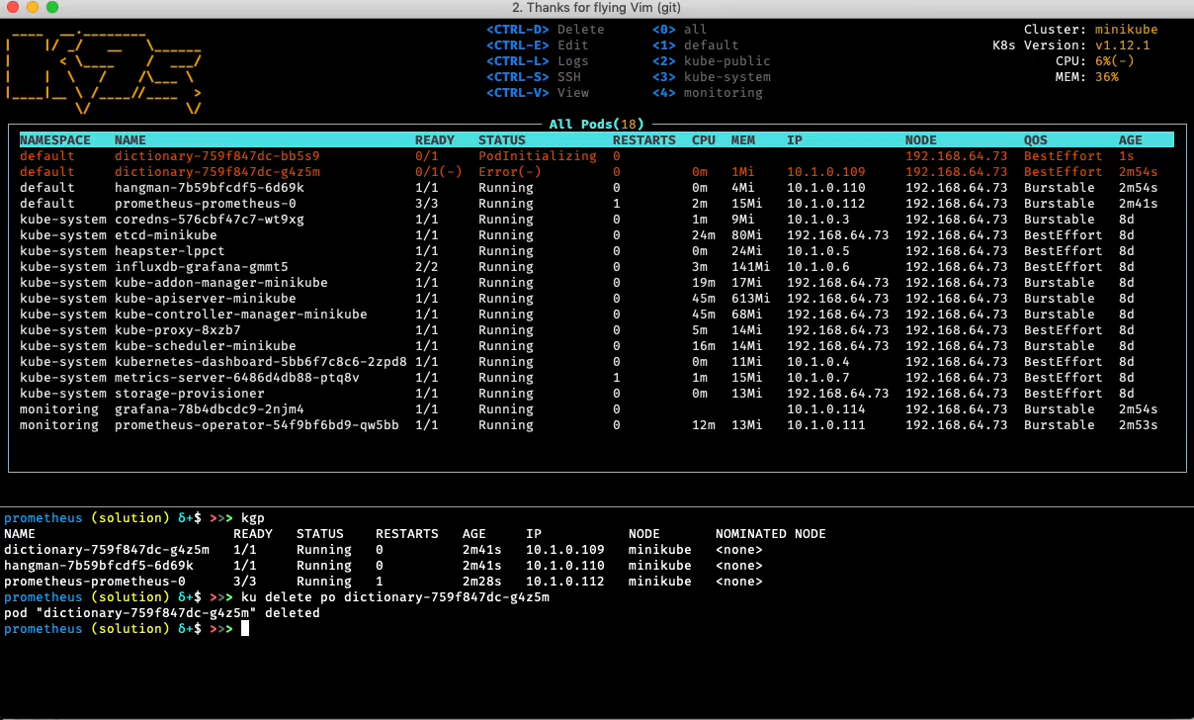 2. Thanks for flying Vim (git)
<CTRL-D> Delete <0> all Cluster: minikube
<CTRL-E> Edit <1> default K8s Version: v1.12.1
<CTRL-L> Logs <2> kube-public CPU: 6%(-)
<CTRL-S> SSH <3> kube-system MEM: 36%
<CTRL-V> View <4> monitoring
All Pods(18)
NAMESPACE NAME READY STATUS RESTARTS CPU MEM IP NODE QOS AGE
default dictionary-759f847dc-bb5s9 0/1 PodInitializing 0 192.168.64.73 BestEffort 1s
default dictionary-759f847dc-g4z5m 0/1(-) Error(-) 0 0m 1Mi 10.1.0.109 192.168.64.73 BestEffort 2m54s
default hangman-7b59bfcdf5-6d69k 1/1 Running 0 0m 4Mi 10.1.0.110 192.168.64.73 Burstable 2m54s
default prometheus-prometheus-0 3/3 Running 1 2m 15Mi 10.1.0.112 192.168.64.73 Burstable 2m41s
kube-system coredns-576cbf47c7-wt9xg 1/1 Running 0 1m 9Mi 10.1.0.3 192.168.64.73 Burstable 8d
kube-system etcd-minikube 1/1 Running 0 24m 80Mi 192.168.64.73 192.168.64.73 BestEffort 8d
kube-system heapster-lppct 1/1 Running 0 0m 24Mi 10.1.0.5 192.168.64.73 BestEffort 8d
kube-system influxdb-grafana-gmmt5 2/2 Running 0 3m 141Mi 10.1.0.6 192.168.64.73 BestEffort 8d
kube-system kube-addon-manager-minikube 1/1 Running 0 19m 17Mi 192.168.64.73 192.168.64.73 Burstable 8d
kube-system kube-apiserver-minikube 1/1 Running 0 45m 613Mi 192.168.64.73 192.168.64.73 Burstable 8d
kube-system kube-controller-manager-minikube 1/1 Running 0 45m 68Mi 192.168.64.73 192.168.64.73 Burstable 8d
kube-system kube-proxy-8xzb7 1/1 Running 0 5m 14Mi 192.168.64.73 192.168.64.73 BestEffort 8d
kube-system kube-scheduler-minikube 1/1 Running 0 16m 14Mi 192.168.64.73 192.168.64.73 Burstable 8d
kube-system kubernetes-dashboard-5bb6f7c8c6-2zpd8 1/1 Running 0 0m 11Mi 10.1.0.4 192.168.64.73 BestEffort 8d
kube-system metrics-server-6486d4db88-ptq8v 1/1 Running 1 1m 15Mi 10.1.0.7 192.168.64.73 BestEffort 8d
kube-system storage-provisioner 1/1 Running 0 0m 13Mi 192.168.64.73 192.168.64.73 BestEffort 8d
monitoring grafana-78b4dbcdc9-2njm4 1/1 Running 0 10.1.0.114 192.168.64.73 Burstable 2m54s
monitoring prometheus-operator-54f9bf6bd9-qw5bb 1/1 Running 0 12m 13Mi 10.1.0.111 192.168.64.73 Burstable 2m53s
prometheus (solution) δ+$ >>> kgp
NAME READY STATUS RESTARTS AGE IP NODE NOMINATED NODE
dictionary-759f847dc-g4z5m 1/1 Running 0 2m41s 10.1.0.109 minikube <none>
hangman-7b59bfcdf5-6d69k 1/1 Running 0 2m41s 10.1.0.110 minikube <none>
prometheus-prometheus-0 3/3 Running 1 2m28s 10.1.0.112 minikube <none>
prometheus (solution) δ+$ >>> ku delete po dictionary-759f847dc-g4z5m
pod "dictionary-759f847dc-g4z5m" deleted
prometheus (solution) δ+$ >>>